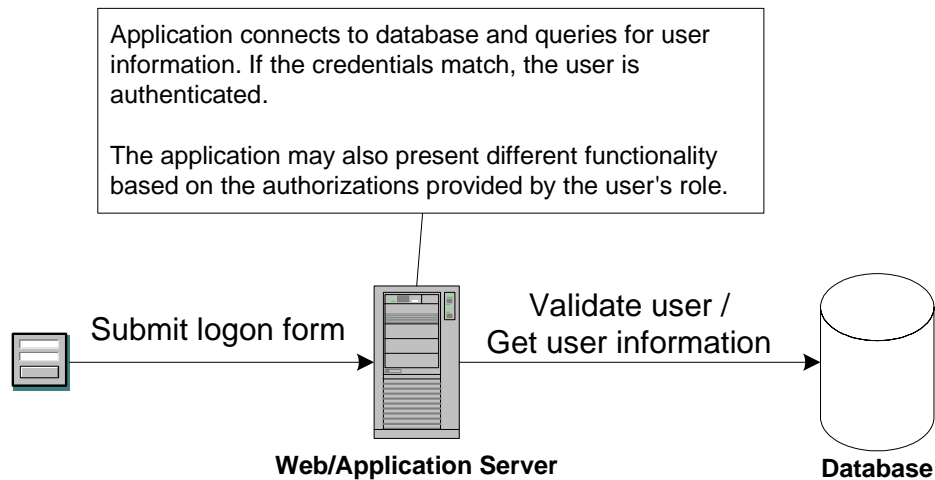 Application connects to database and queries for user
information. If the credentials match, the user is
authenticated.
The application may also present different functionality
based on the authorizations provided by the user's role.
Submit logon form
Validate user /
Get user information
Web/Application Server
Database